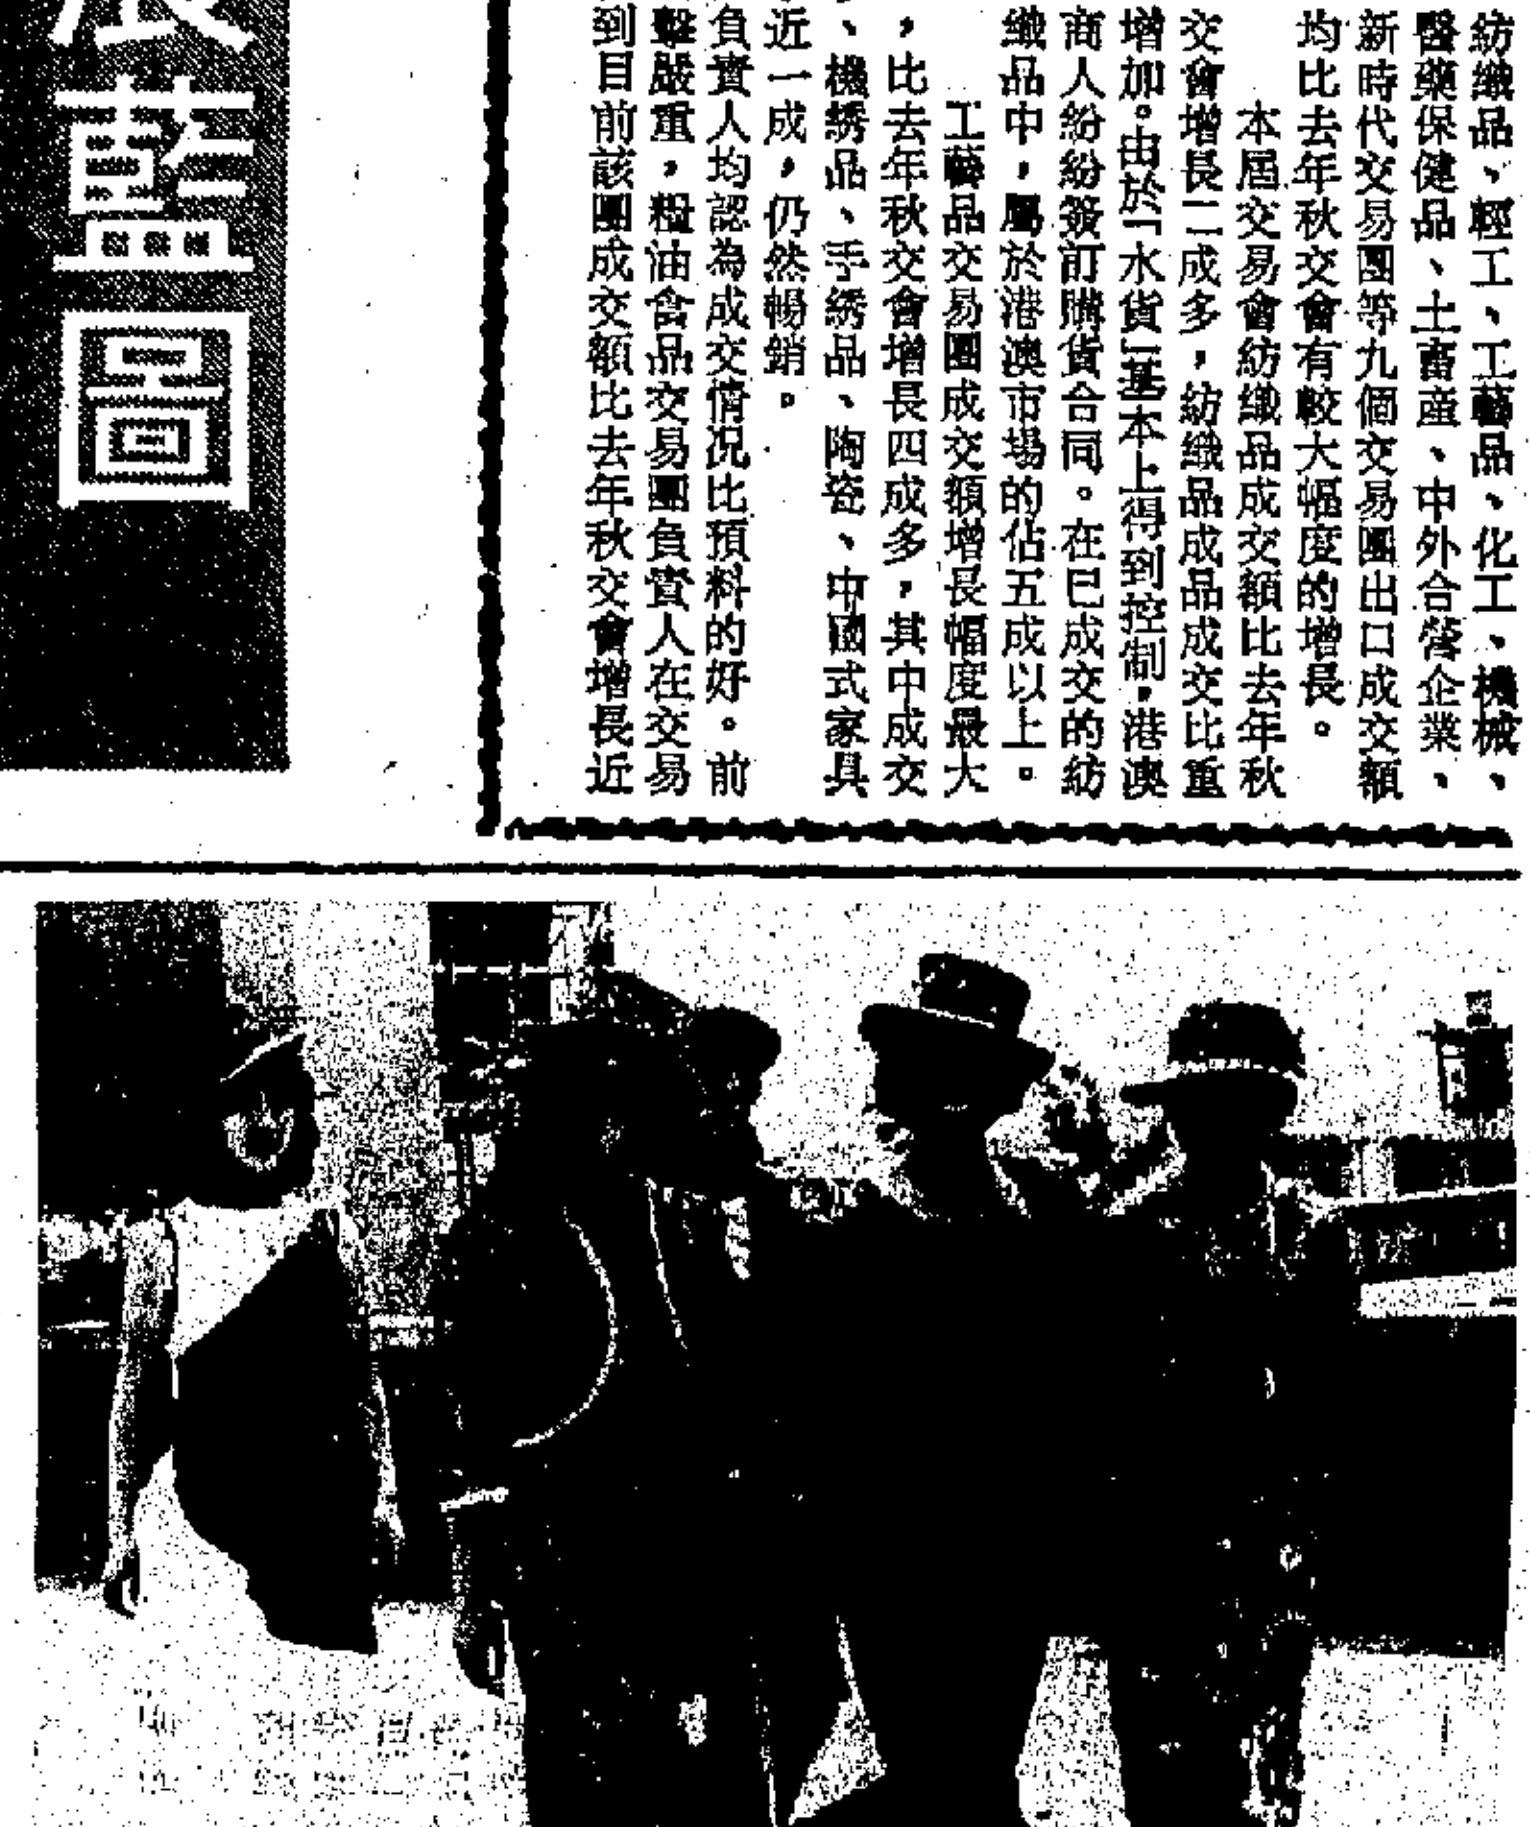 紡織品、輕工、工藝品、化工、機械、
醫藥保健品、土畜産、中外合營企業、
新時代交易團等九個交易團出口成交額
均比去年秋交會有較大幅度的增長。
本屆交易會紡織品成交額比去年秋
交會增長二成多，紡織品成品成交比重
增加。由於「水貨」基本上得到控制，港澳
商人紛紛簽訂購貨合同。在已成交的紡
織品中，屬於港澳市場的佔五成以上。
工藝品交易團成交額增長幅度最大
，比去年秋交會增長四成多，其中成交
、機綉品、手綉品、陶瓷、中國式家具
近一成，仍然暢銷。
負責人均認為成交情况比預料的好。前
擊嚴重，糧油食品交易團負責人在交易
到目前該團成交額比去年秋交會增長近
藍圖